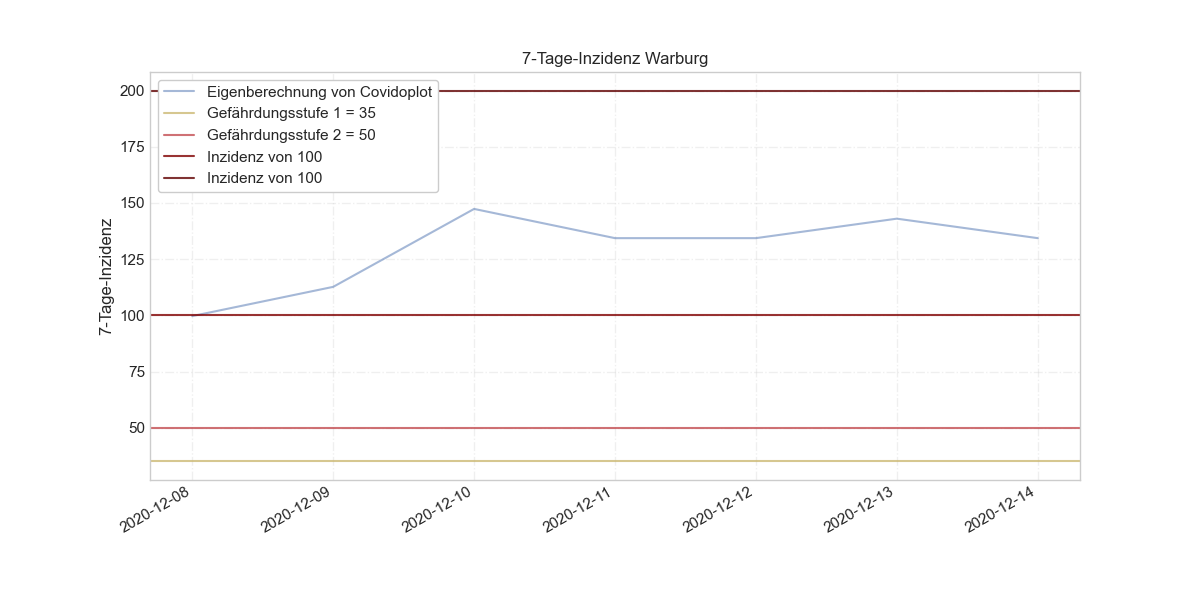 7-Tage-Inzidenz Warburg
Eigenberechnung von Covidoplot
Gefährdungsstufe 1 = 35
Gefährdungsstufe 2 = 50
Inzidenz von 100
Inzidenz von 100
7-Tage-Inzidenz
200
175
150
125
100
75
50
2020-12-08
2020-12-09
2020-12-10
2020-12-11
2020-12-12
2020-12-13
2020-12-14